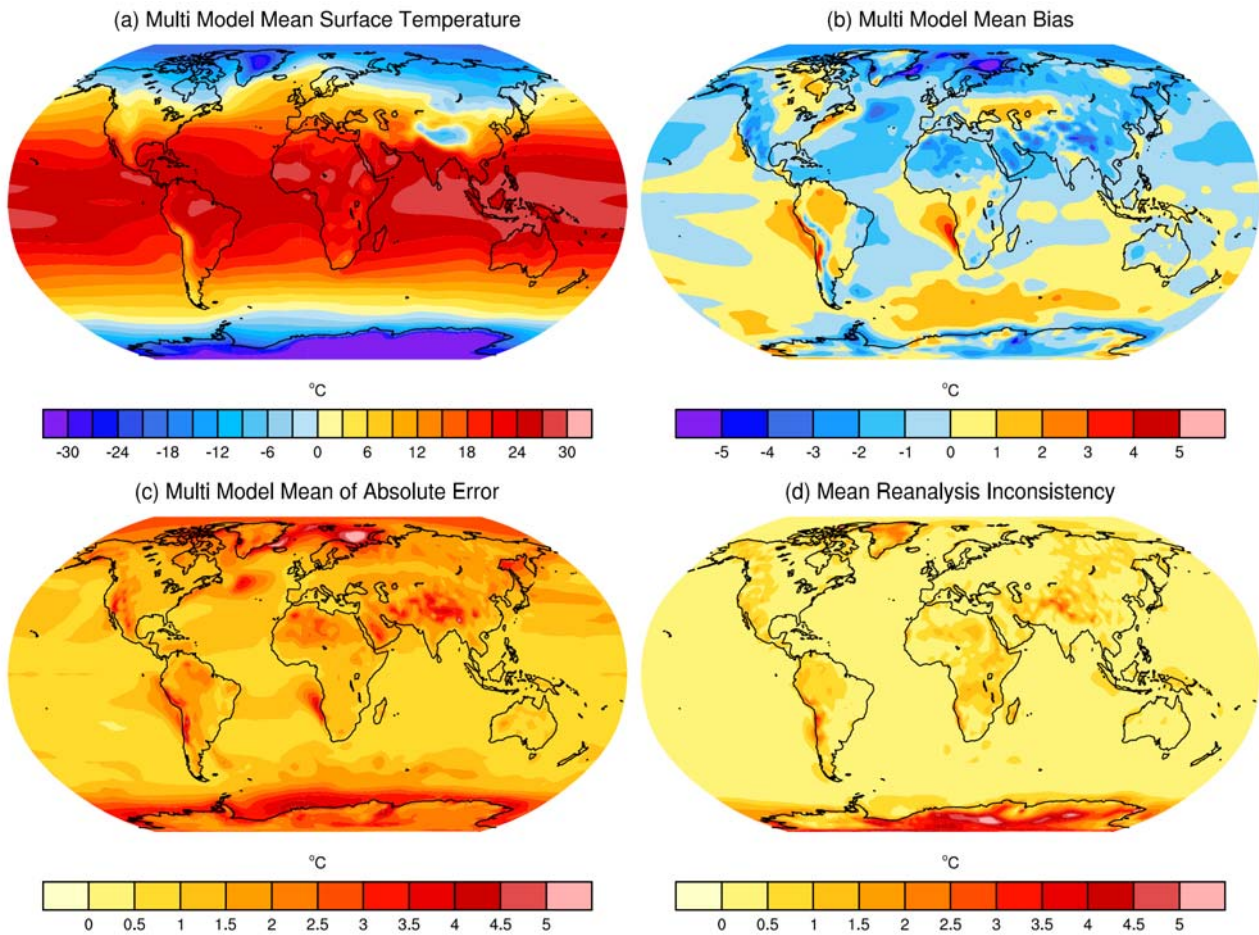 (a) Multi Model Mean Surface Temperature
(b) Multi Model Mean Bias
°C
-30 -24 -18 -12 -6 0 6 12 18 24 30
°C
-5 -4 -3 -2 -1 0 1 2 3 4 5
(c) Multi Model Mean of Absolute Error
(d) Mean Reanalysis Inconsistency
°C
0 0.5 1 1.5 2 2.5 3 3.5 4 4.5 5
°C
0 0.5 1 1.5 2 2.5 3 3.5 4 4.5 5